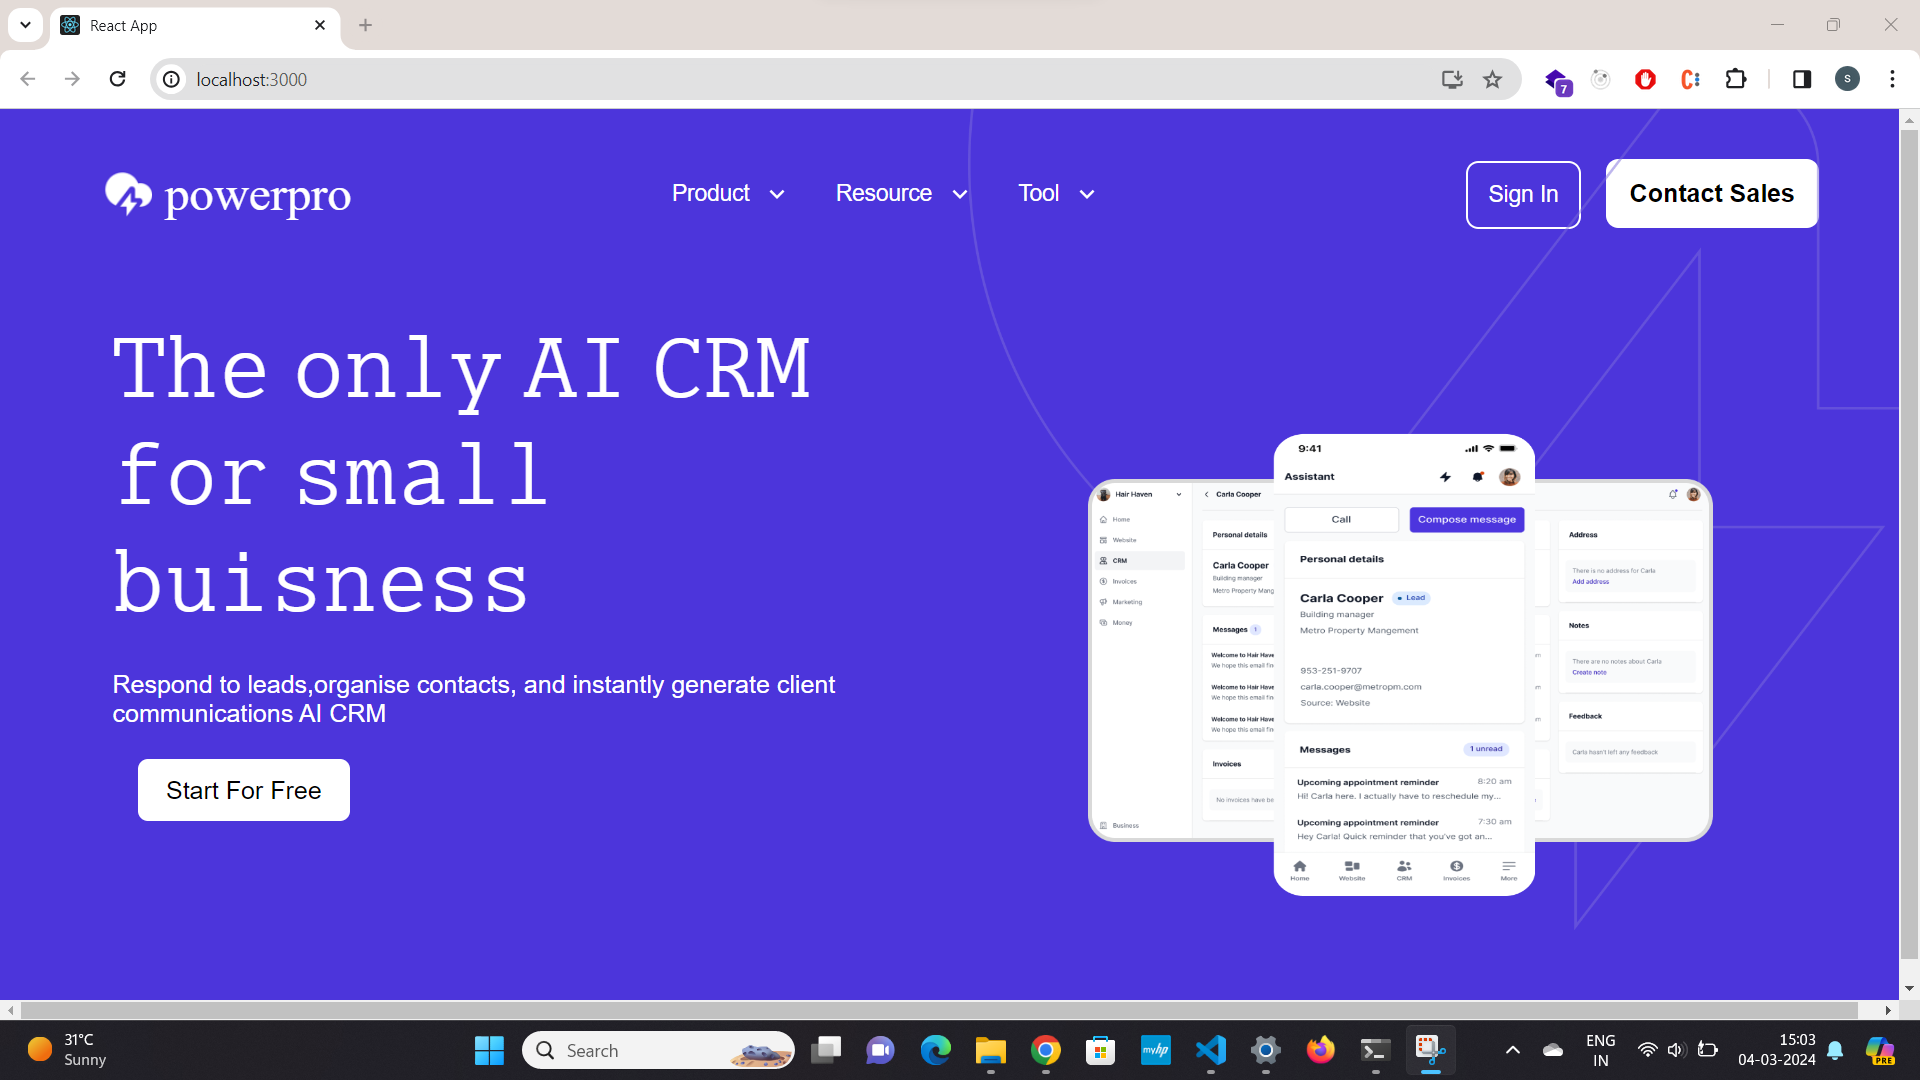 React App
localhost:3000
7
S
powerpro
Product
Resource
Tool
Sign In
Contact Sales
The only AI CRM
for small
buisness
Respond to leads,organise contacts, and instantly generate client
communications AI CRM
Start For Free
Hair Haven
Home
Website
CRM
Invoices
Marketing
Money
Business
Carla Cooper
Personal details
Carla Cooper
Building manager
Metro Property Mang
Messages 1
Welcome to Hair Have
We hope this email fin
Welcome to Hair Have
We hope this email fin
Welcome to Hair Have
We hope this email fin
Invoices
No invoices have be
9:41
Assistant
Call
Compose message
Personal details
Carla Cooper
Lead
Building manager
Metro Property Mangement
953-251-9707
carla.cooper@metropm.com
Source: Website
Messages
1 unread
Upcoming appointment reminder 8:20 am
Hi! Carla here. I actually have to reschedule my...
Upcoming appointment reminder 7:30 am
Hey Carla! Quick reminder that you've got an...
Home
Website
CRM
Invoices
More
Address
There is no address for Carla
Add address
Notes
There are no notes about Carla
Create note
Feedback
Carla hasn't left any feedback
31°C
Sunny
Search
myhp
ENG
IN
15:03
04-03-2024
PRE